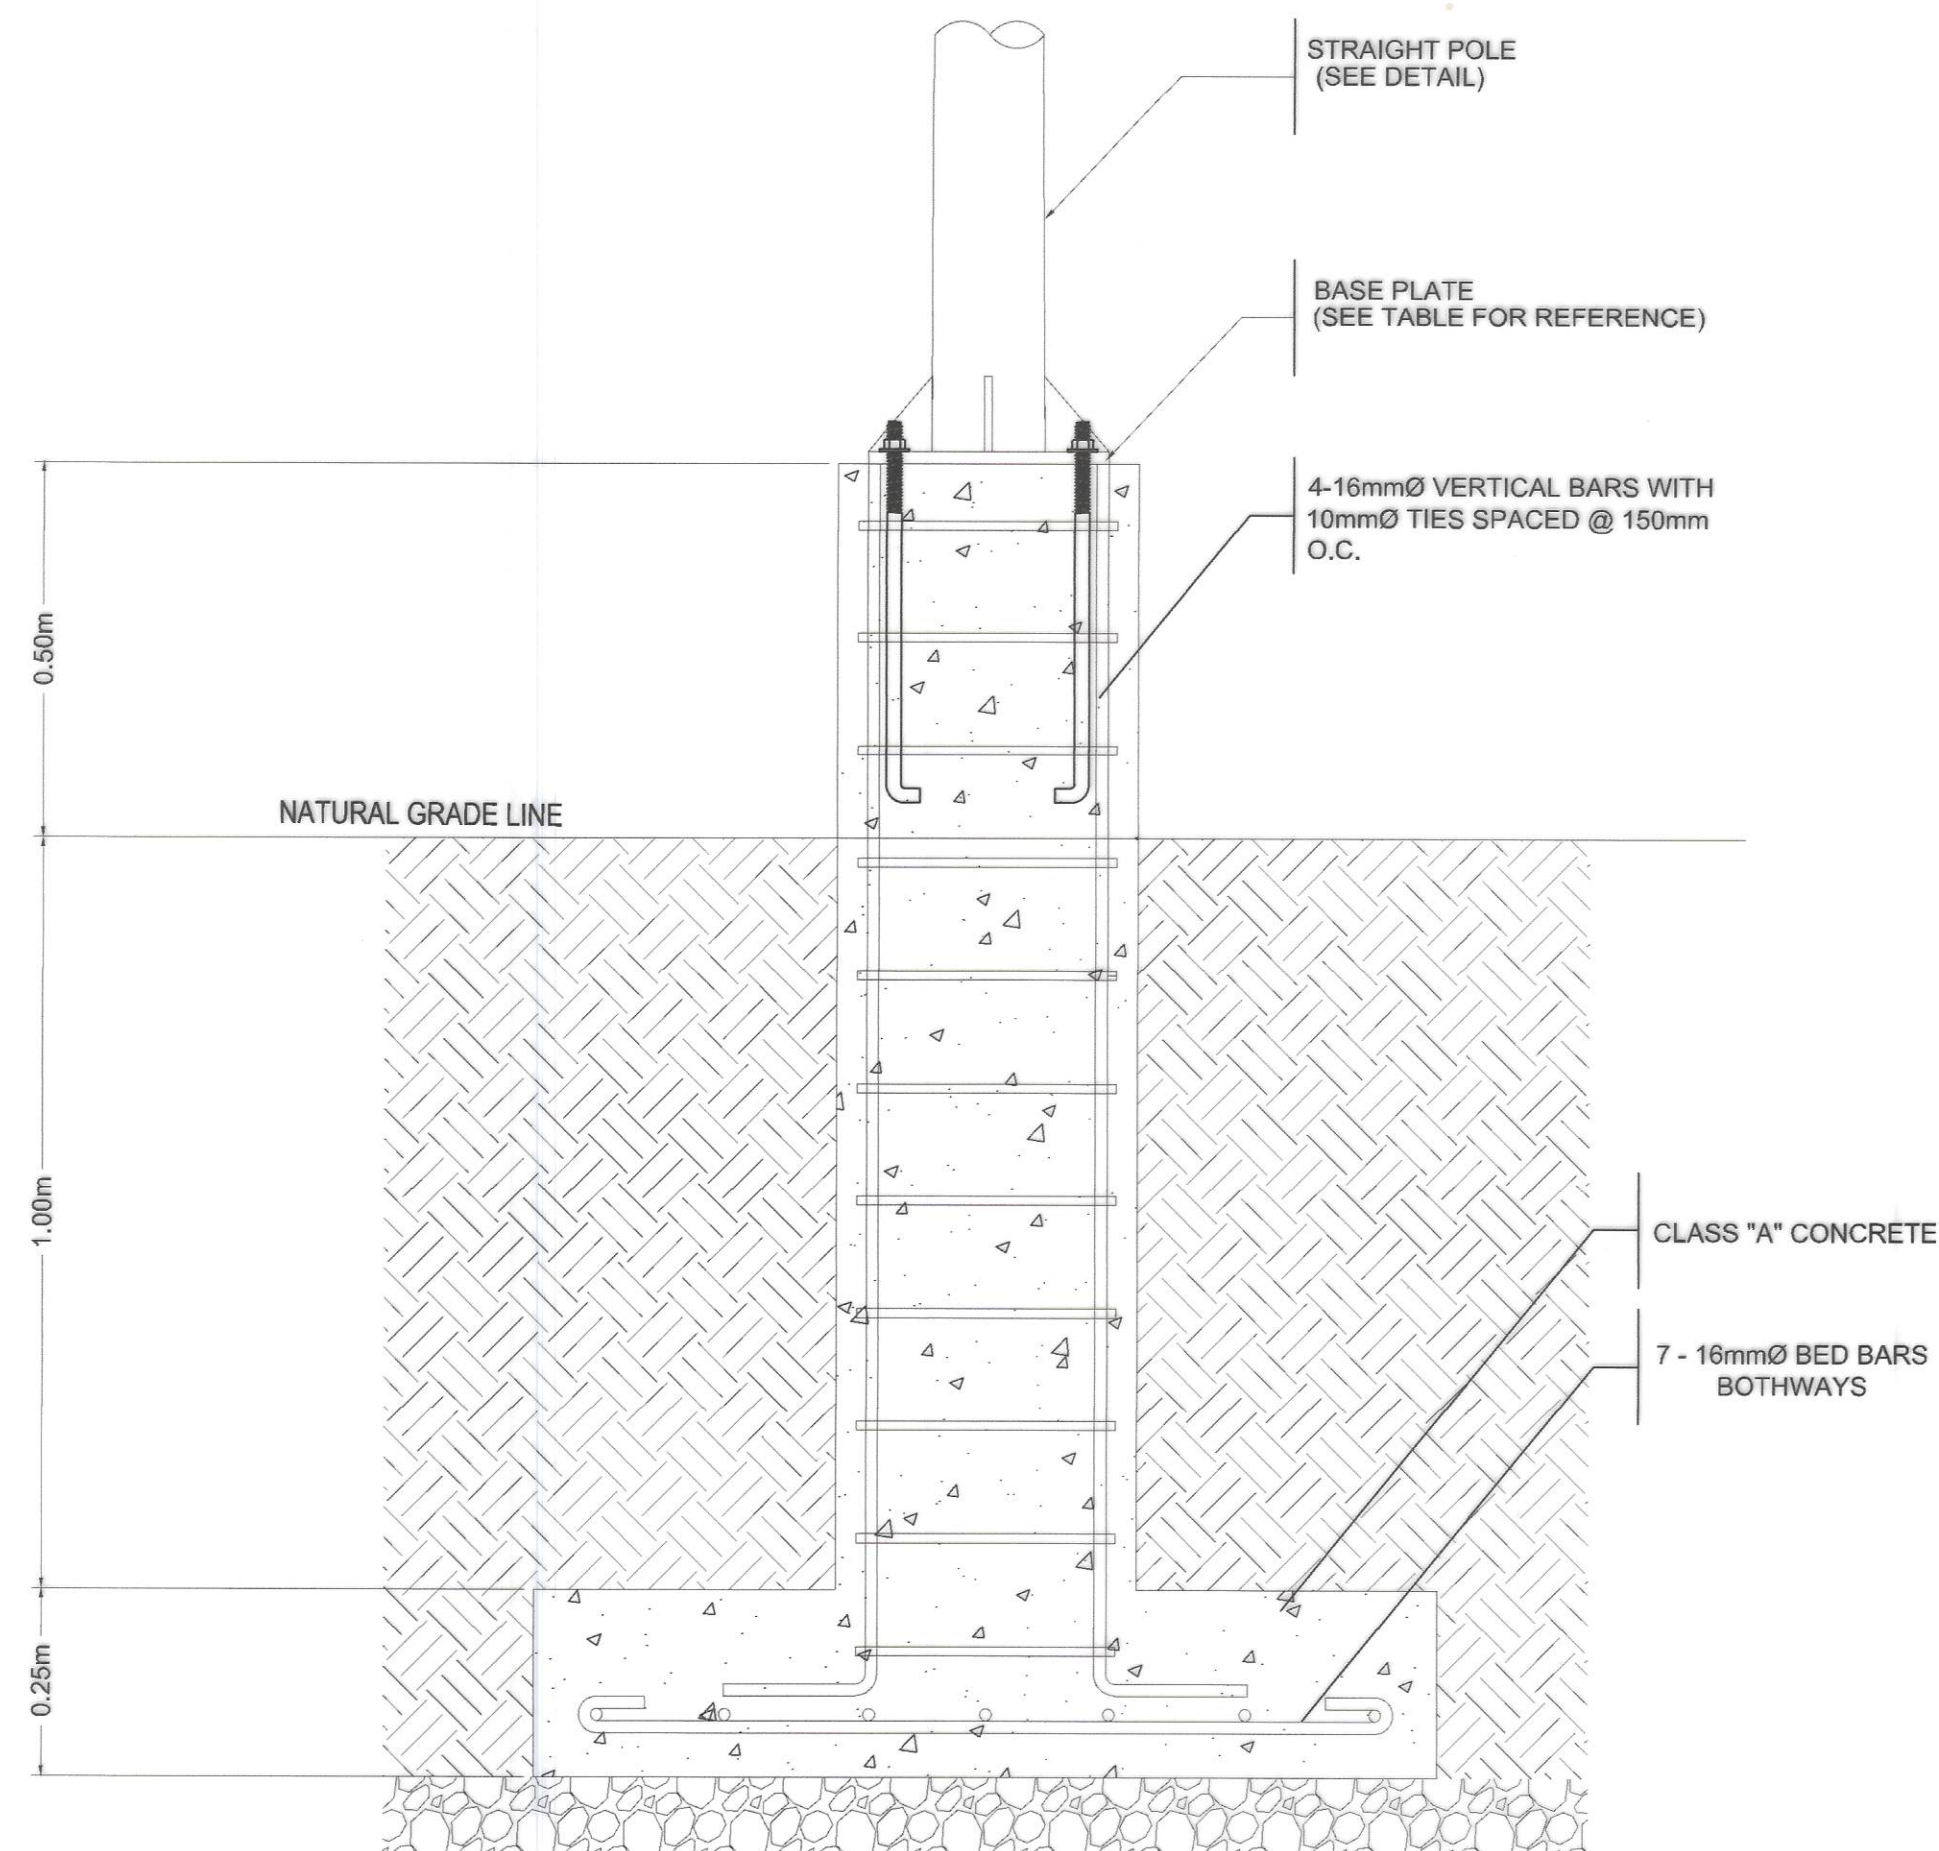 STRAIGHT POLE
(SEE DETAIL)
BASE PLATE
(SEE TABLE FOR REFERENCE)
4-16mmØ VERTICAL BARS WITH
10mmØ TIES SPACED @ 150mm
O.C.
0.50m
NATURAL GRADE LINE
1.00m
CLASS "A" CONCRETE
7 - 16mmØ BED BARS
BOTHWAYS
0.25m